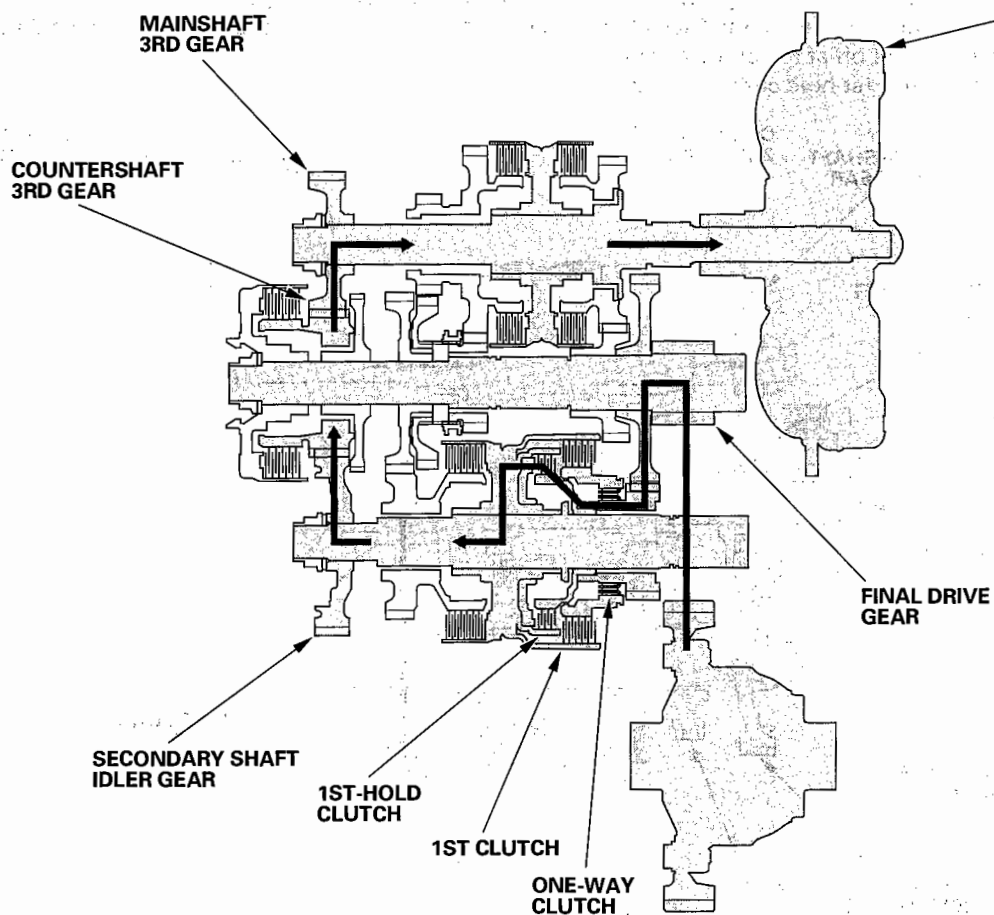 MAINSHAFT
3RD GEAR
COUNTERSHAFT
3RD GEAR
FINAL DRIVE
GEAR
SECONDARY SHAFT
IDLER GEAR
1ST-HOLD
CLUTCH
1ST CLUTCH
ONE-WAY
CLUTCH